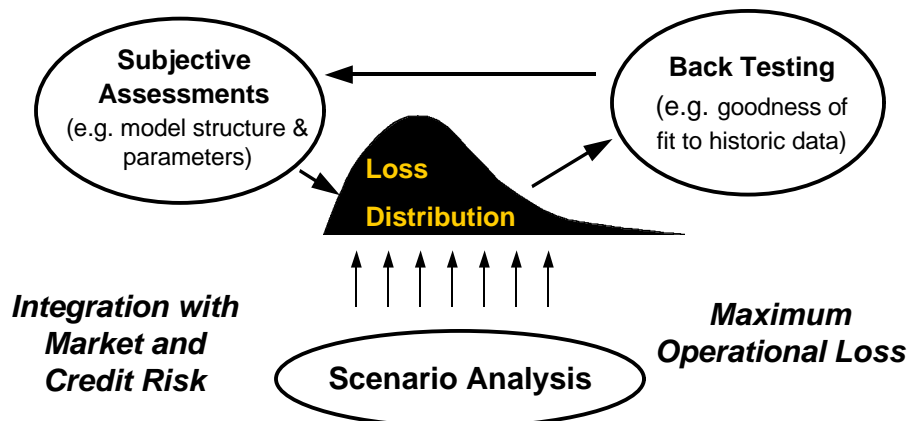 Subjective
Assessments
(e.g. model structure &
parameters)
Back Testing
(e.g. goodness of
fit to historic data)
Loss
Distribution
Integration with
Market and
Credit Risk
Maximum
Operational Loss
Scenario Analysis